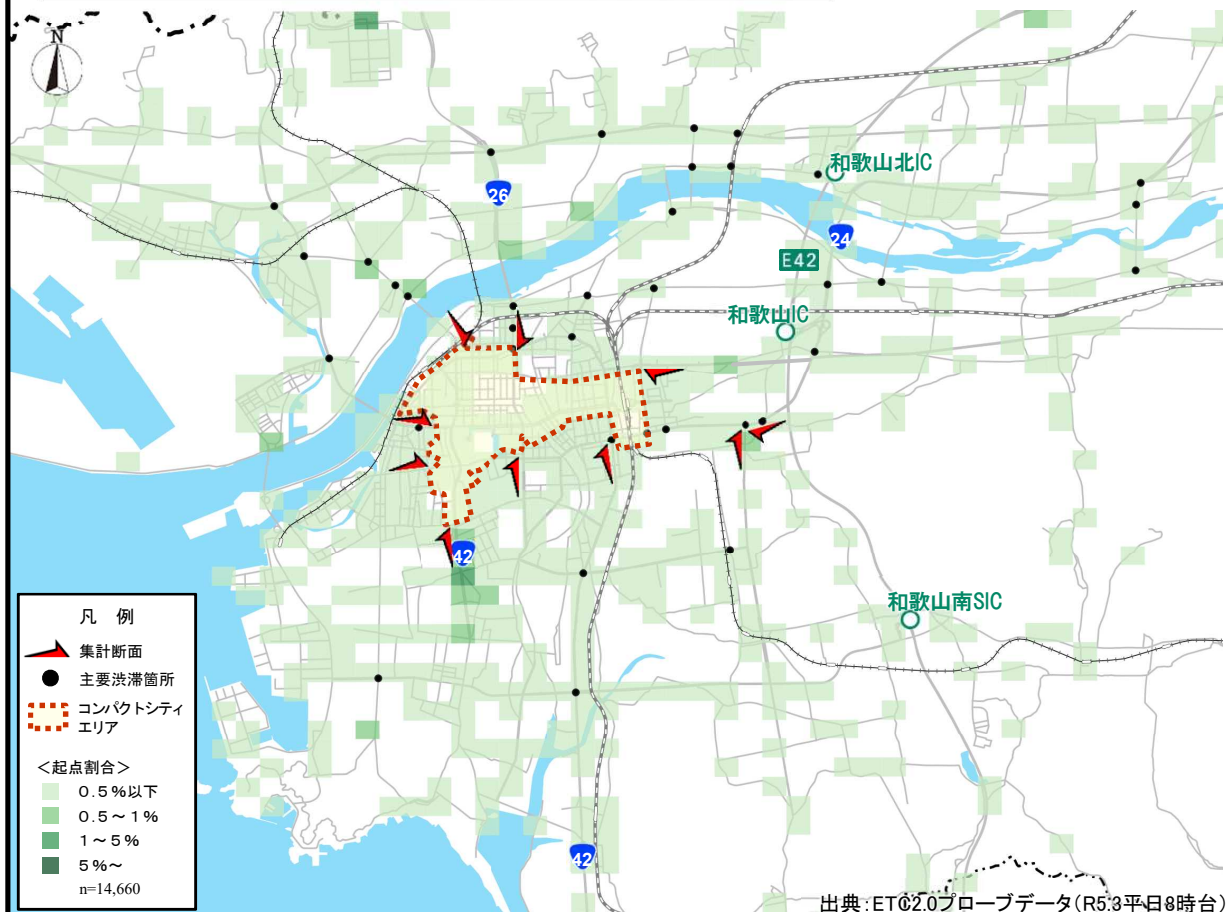 N
和歌山北IC
26
24
E42
和歌山IC
42
和歌山南SIC
凡 例
集計断面
主要渋滞箇所
コンパクトシティ
エリア
＜起点割合＞
0.5%以下
0.5～1%
1～5%
5%～
n=14,660
42
出典：ETC2.0プローブデータ（R5.3平日8時台）